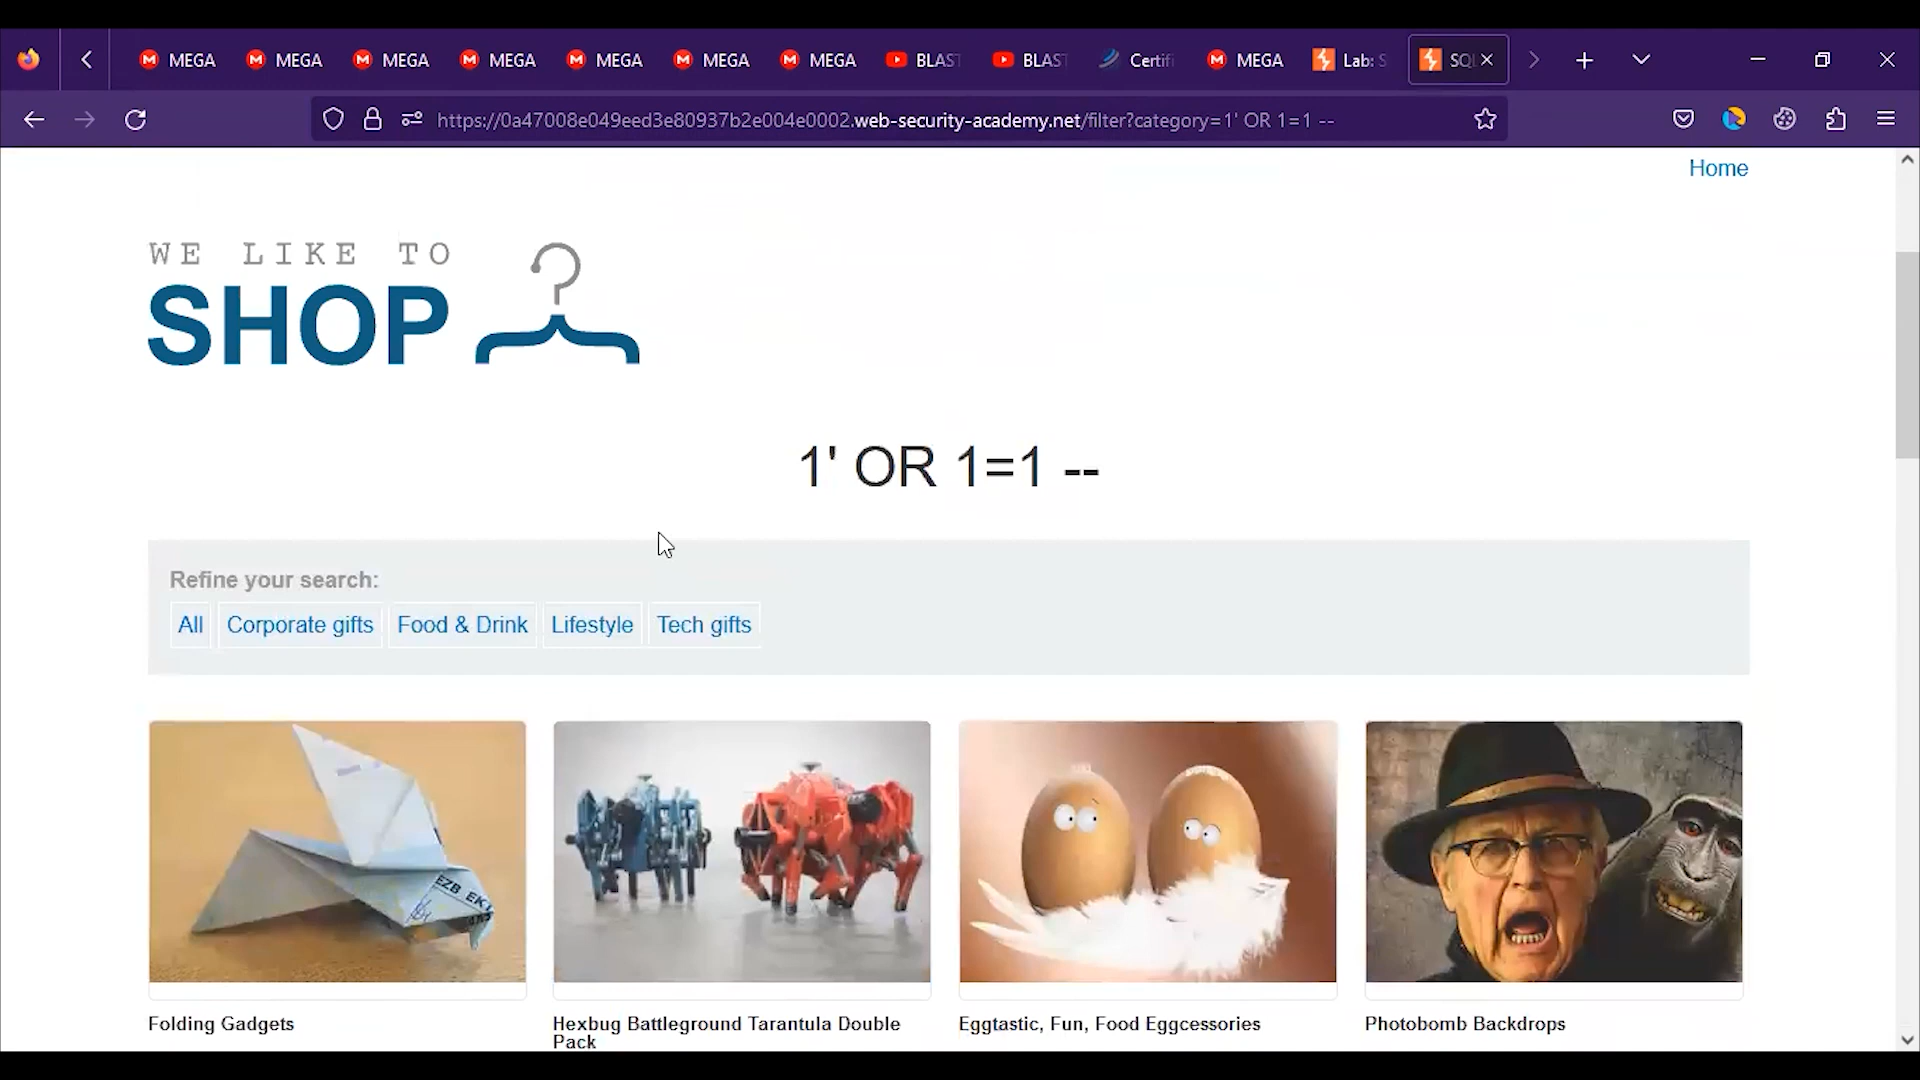 MEGA MEGA MEGA MEGA MEGA MEGA MEGA BLAST BLAST Certifi MEGA Lab: S SQL
https://0a47008e049eed3e80937b2e004e0002.web-security-academy.net/filter?category=1' OR 1=1 --
Home
WE LIKE TO
SHOP
1' OR 1=1 --
Refine your search:
All Corporate gifts Food & Drink Lifestyle Tech gifts
Folding Gadgets
Hexbug Battleground Tarantula Double
Pack
Eggtastic, Fun, Food Eggcessories
Photobomb Backdrops